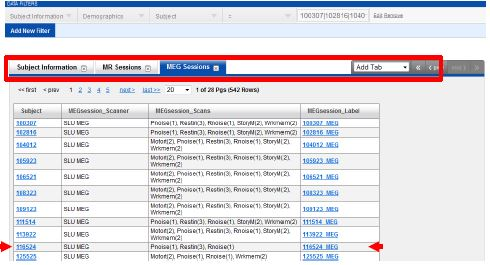 DATA FILTERS
Subject Information Demographics Subject = 100307|102816|1040 Edit Remove
Add New Filter
Subject Information MR Sessions MEG Sessions Add Tab
<< first < prev 1 2 3 4 5 next > last >> 20 1 of 28 Pgs (542 Rows)
Subject MEGsession_Scanner MEGsession_Scans MEGsession_Label
100307 SLU MEG Pnoise(1), Restin(3), Rnoise(1), StoryM(2), Wrkmem(2) 100307_MEG
102816 SLU MEG Pnoise(1), Restin(3), Rnoise(1), StoryM(2), Wrkmem(2) 102816_MEG
104012 SLU MEG Motort(2), Pnoise(1), Restin(3), Rnoise(1), StoryM(2), Wrkmem(2) 104012_MEG
105923 SLU MEG Motort(2), Pnoise(1), Restin(3), Rnoise(1), StoryM(2), Wrkmem(2) 105923_MEG
106521 SLU MEG Motort(2), Pnoise(1), Restin(3), Rnoise(1), StoryM(2), Wrkmem(2) 106521_MEG
108323 SLU MEG Motort(2), Pnoise(1), Restin(3), Rnoise(1), StoryM(2), Wrkmem(2) 108323_MEG
109123 SLU MEG Motort(2), Pnoise(1), Restin(3), Rnoise(1), StoryM(2), Wrkmem(2) 109123_MEG
111514 SLU MEG Pnoise(1), Restin(3), Rnoise(1), StoryM(2), Wrkmem(2) 111514_MEG
113922 SLU MEG Motort(2), Pnoise(1), Restin(3), Rnoise(1), StoryM(2), Wrkmem(2) 113922_MEG
116524 SLU MEG Pnoise(1), Restin(3), Rnoise(1) 116524_MEG
125525 SLU MEG Motort(2), Pnoise(1), Rnoise(1), Wrkmem(2) 125525_MEG